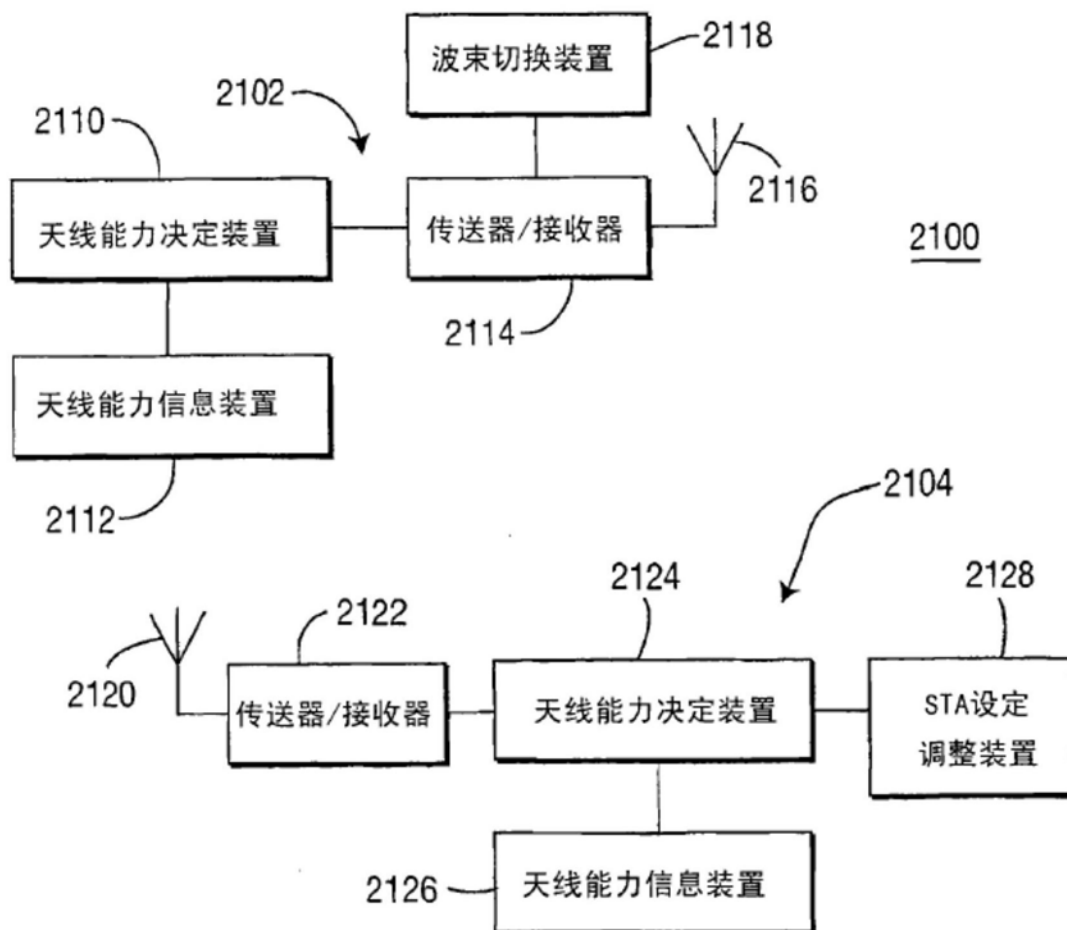 波束切换装置
2118
2102
2110
2116
天线能力决定装置
传送器/接收器
2100
2114
天线能力信息装置
2112
2104
2124
2128
2122
2120
传送器/接收器
天线能力决定装置
STA设定
调整装置
2126
天线能力信息装置